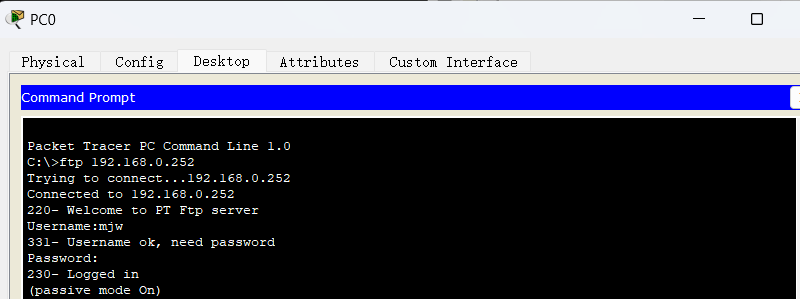 PC0
Physical Config Desktop Attributes Custom Interface
Command Prompt
Packet Tracer PC Command Line 1.0
C:\>ftp 192.168.0.252
Trying to connect...192.168.0.252
Connected to 192.168.0.252
220- Welcome to PT Ftp server
Username:mjw
331- Username ok, need password
Password:
230- Logged in
(passive mode On)